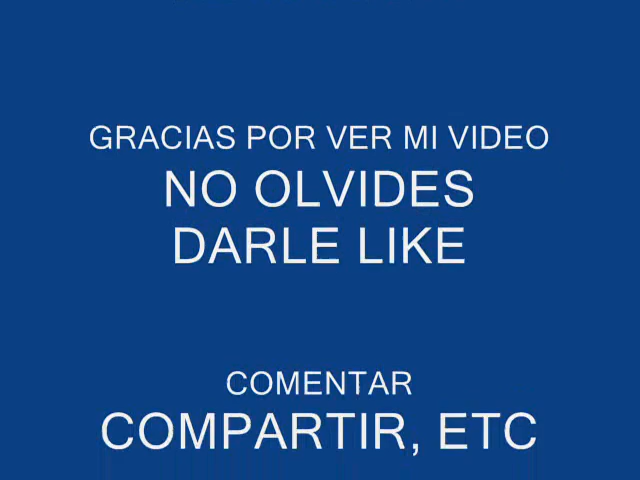 GRACIAS POR VER MI VIDEO
NO OLVIDES
DARLE LIKE
COMENTAR
COMPARTIR, ETC